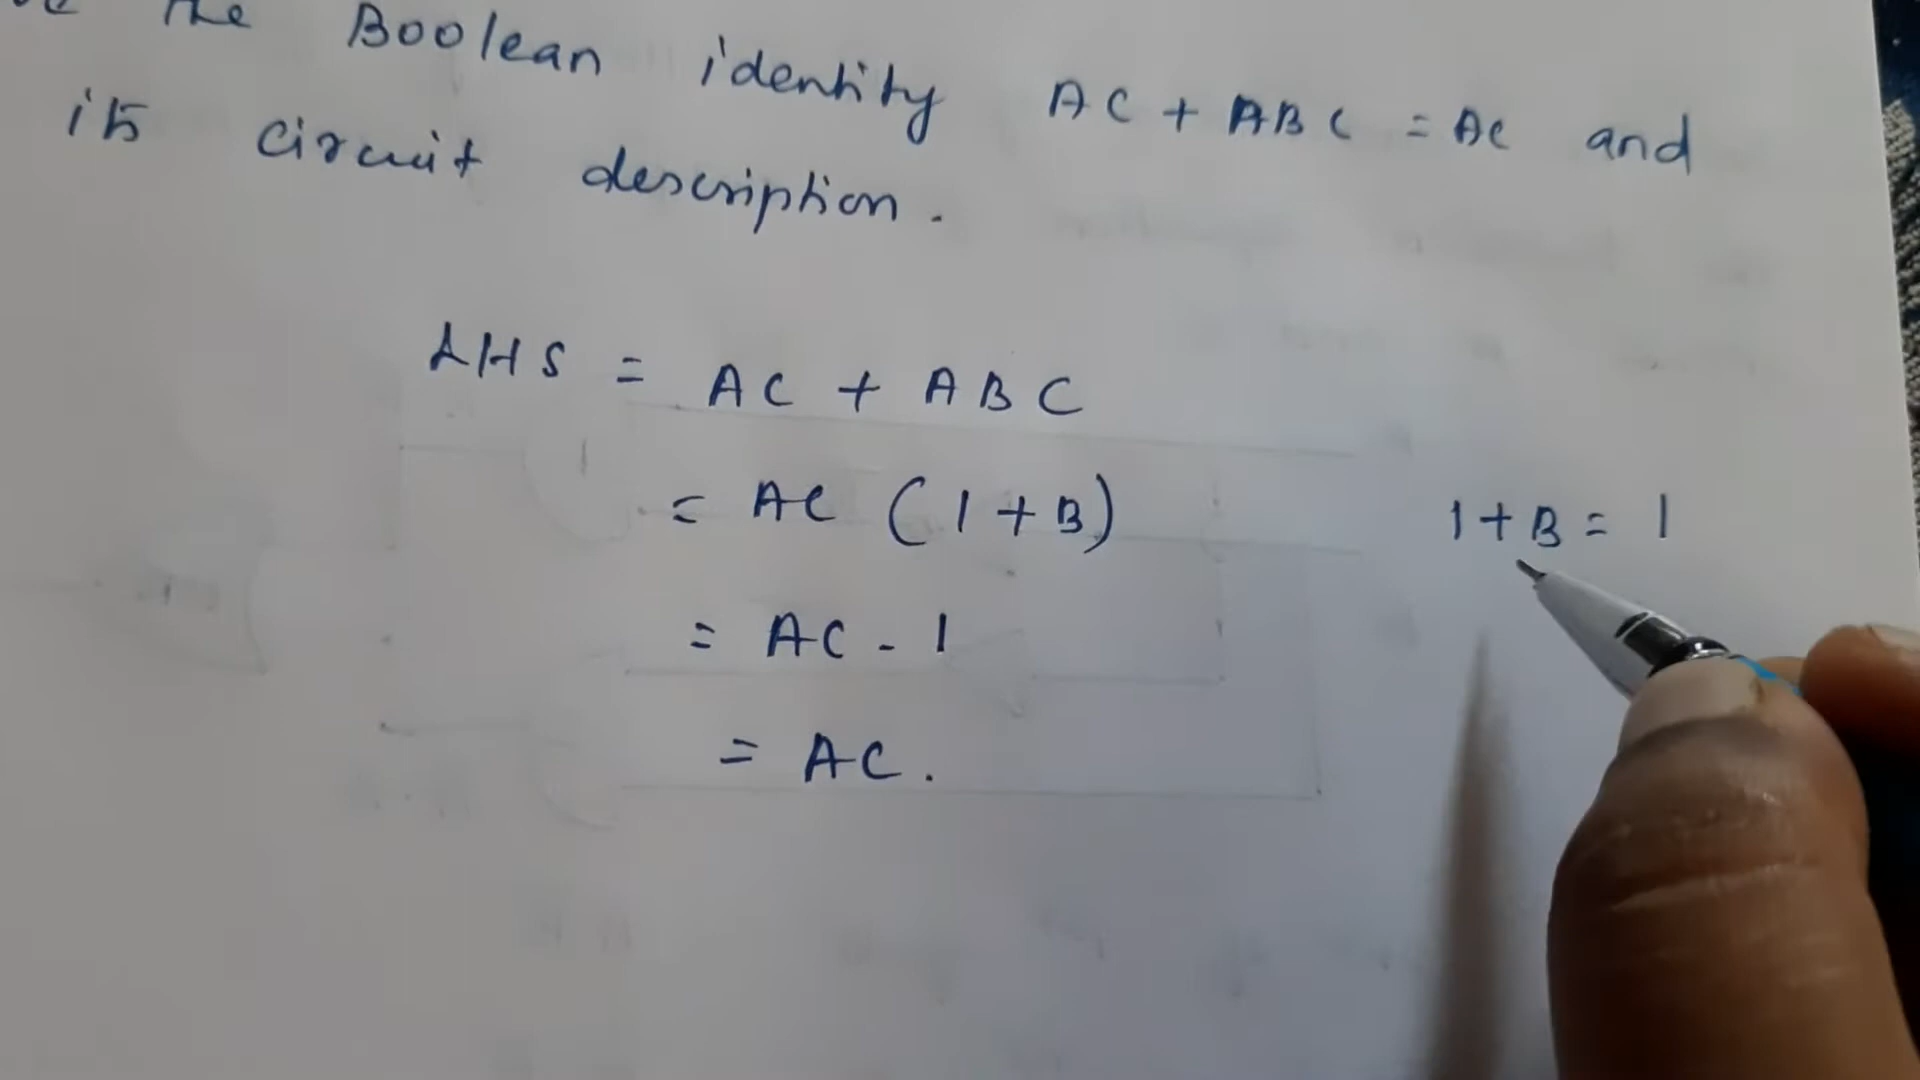 the Boolean identity AC + ABC = AC and
its circuit description.
LHS = AC + ABC
= AC (1+B)
1+B = 1
= AC - 1
= AC.